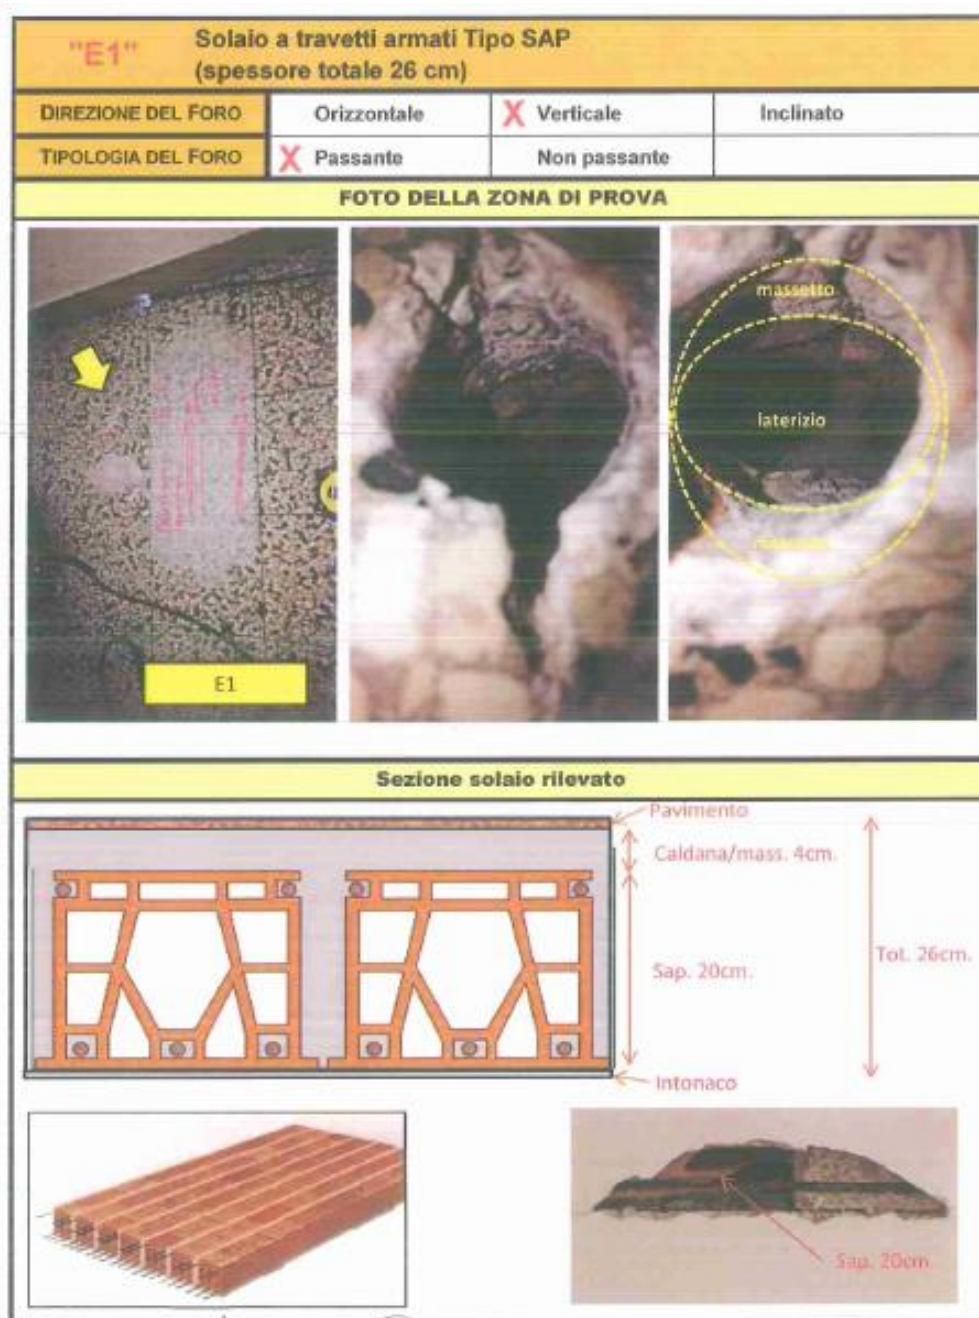 "E1"
Solaio a travetti armati Tipo SAP
(spessore totale 26 cm)
DIREZIONE DEL FORO
Orizzontale
X Verticale
Inclinato
TIPOLOGIA DEL FORO
X Passante
Non passante
FOTO DELLA ZONA DI PROVA
massetto
laterizio
E1
Sezione solaio rilevato
Pavimento
Caldana/mass. 4cm.
Sap. 20cm.
Tot. 26cm.
Intonaco
Sap. 20cm.